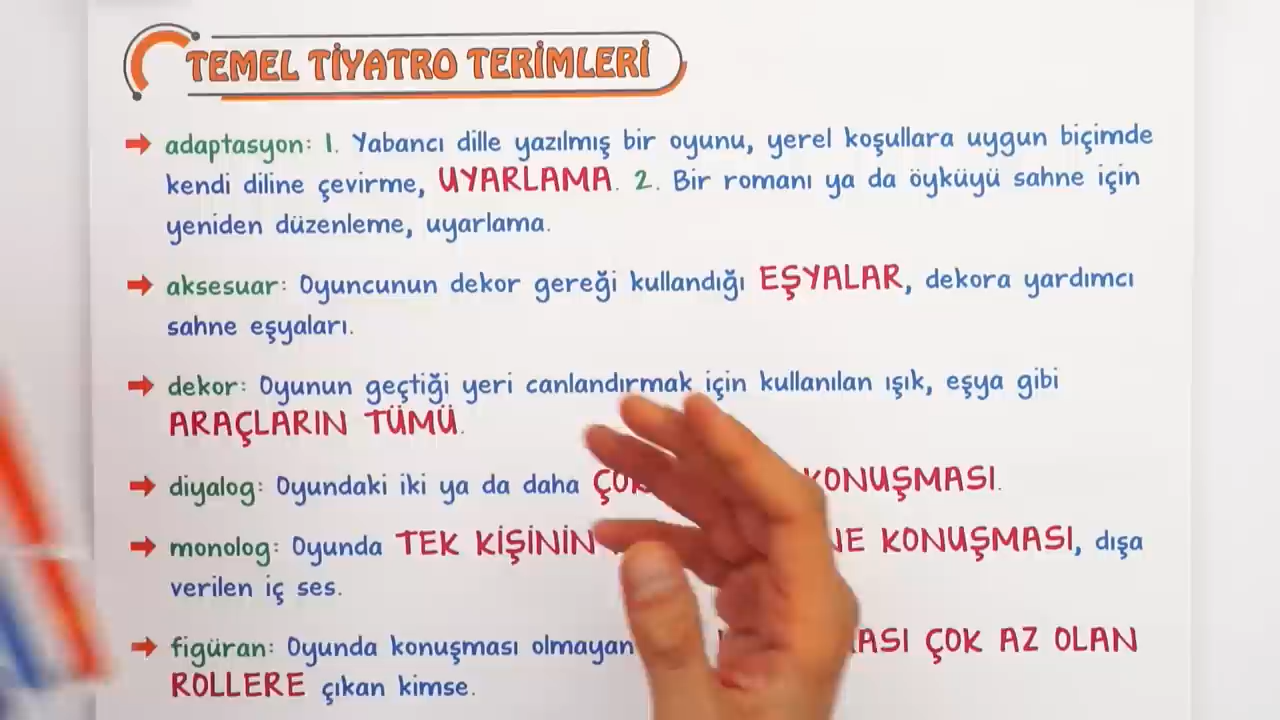 TEMEL TİYATRO TERİMLERİ
adaptasyon: 1. Yabancı dille yazılmış bir oyunu, yerel koşullara uygun biçimde
kendi diline çevirme, UYARLAMA. 2. Bir romanı ya da öyküyü sahne için
yeniden düzenleme, uyarlama.
aksesuar: Oyuncunun dekor gereği kullandığı EŞYALAR, dekora yardımcı
sahne eşyaları.
dekor: Oyunun geçtiği yeri canlandırmak için kullanılan ışık, eşya gibi
ARAÇLARIN TÜMÜ.
diyalog: Oyundaki iki ya da daha KONUŞMASI.
monolog: Oyunda TEK KİŞİNİN KONUŞMASI, dışa
verilen iç ses.
figüran: Oyunda konuşması olmayan ÇOK AZ OLAN
ROLLERE çıkan kimse.